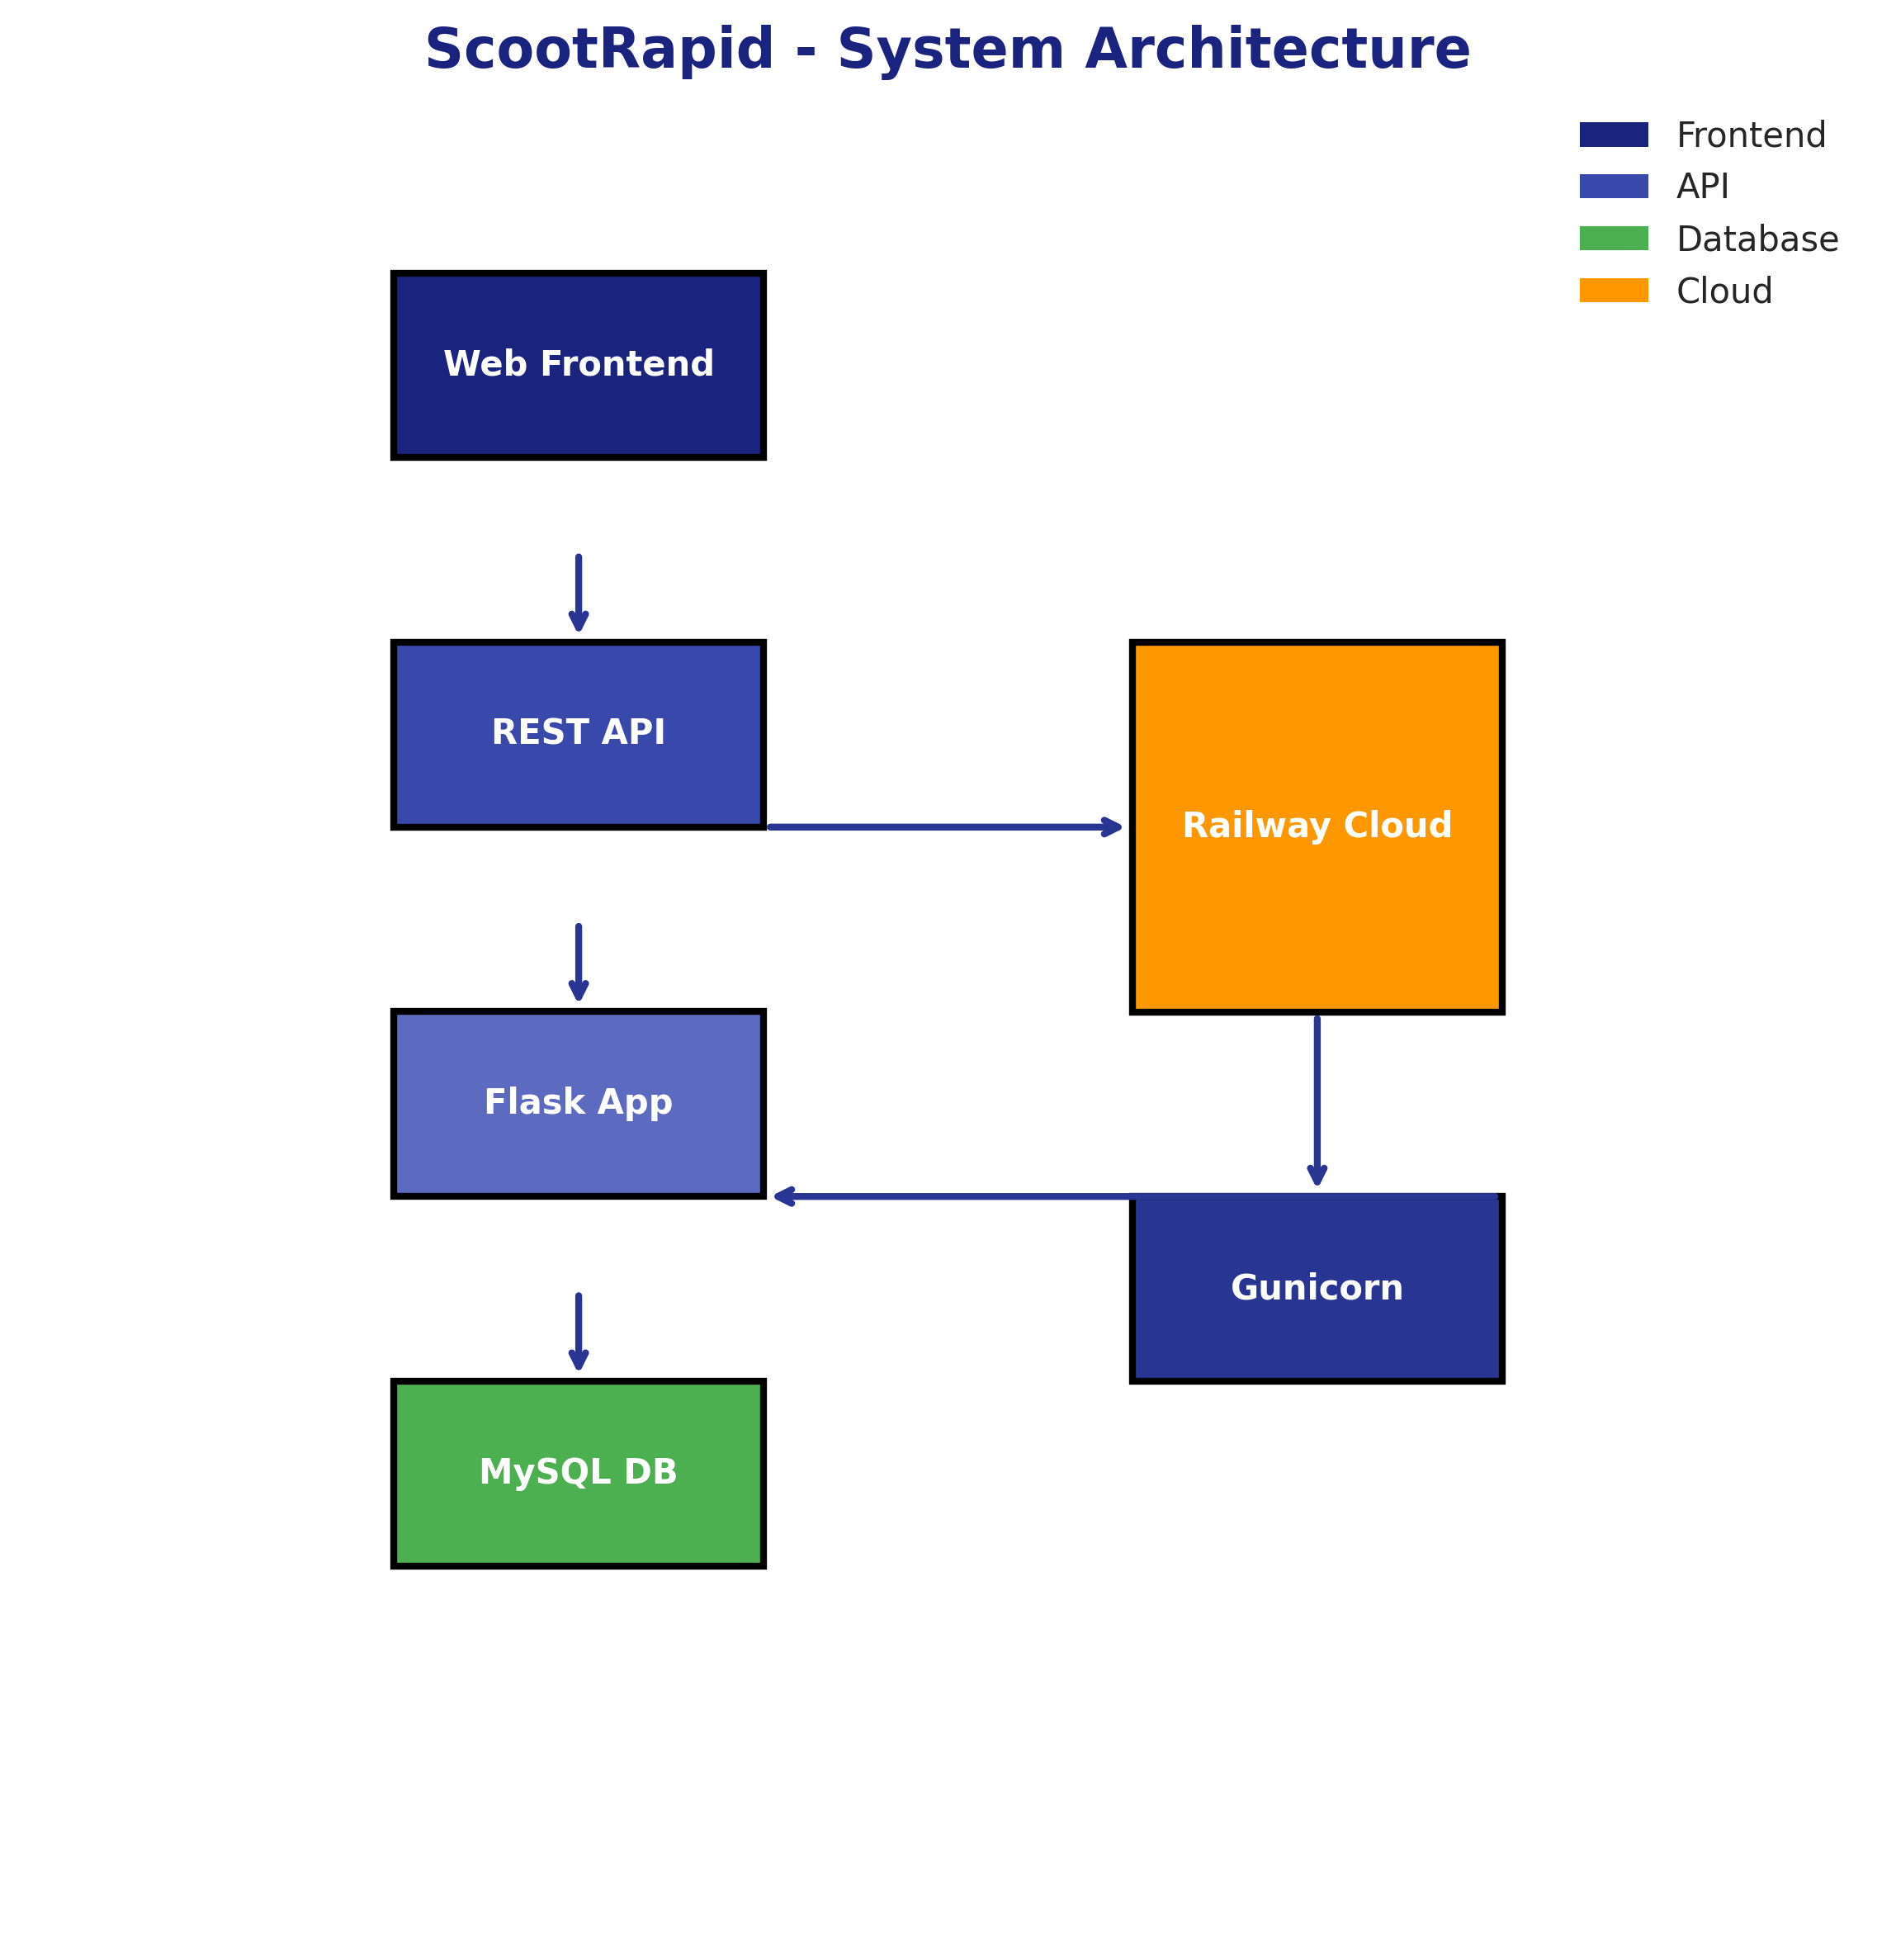 ScootRapid - System Architecture
Frontend
API
Database
Cloud
Web Frontend
REST API
Railway Cloud
Flask App
Gunicorn
MySQL DB